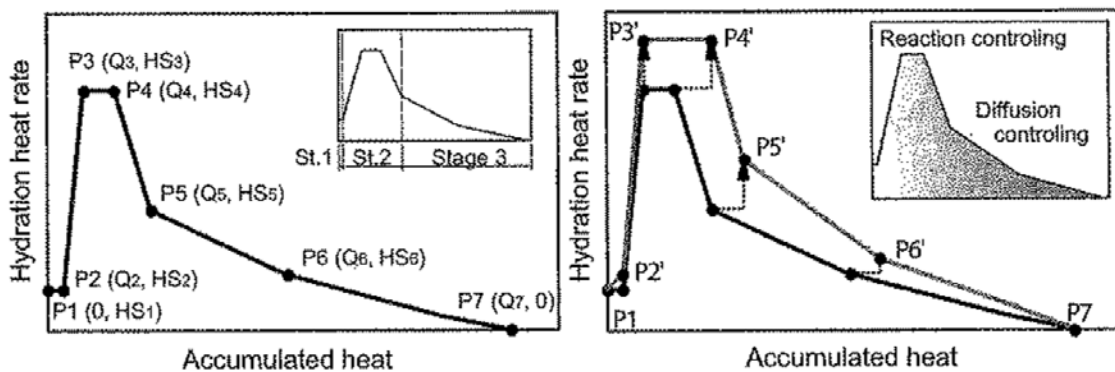 Hydration heat rate
P3 (Q3, HS3)
P4 (Q4, HS4)
St.1
St.2
Stage 3
P5 (Q5, HS5)
P2 (Q2, HS2)
P6 (Q6, HS6)
P1 (0, HS1)
P7 (Q7, 0)
Accumulated heat
Hydration heat rate
P3'
P4'
Reaction controling
Diffusion
controling
P5'
P6'
P2'
P1
P7
Accumulated heat